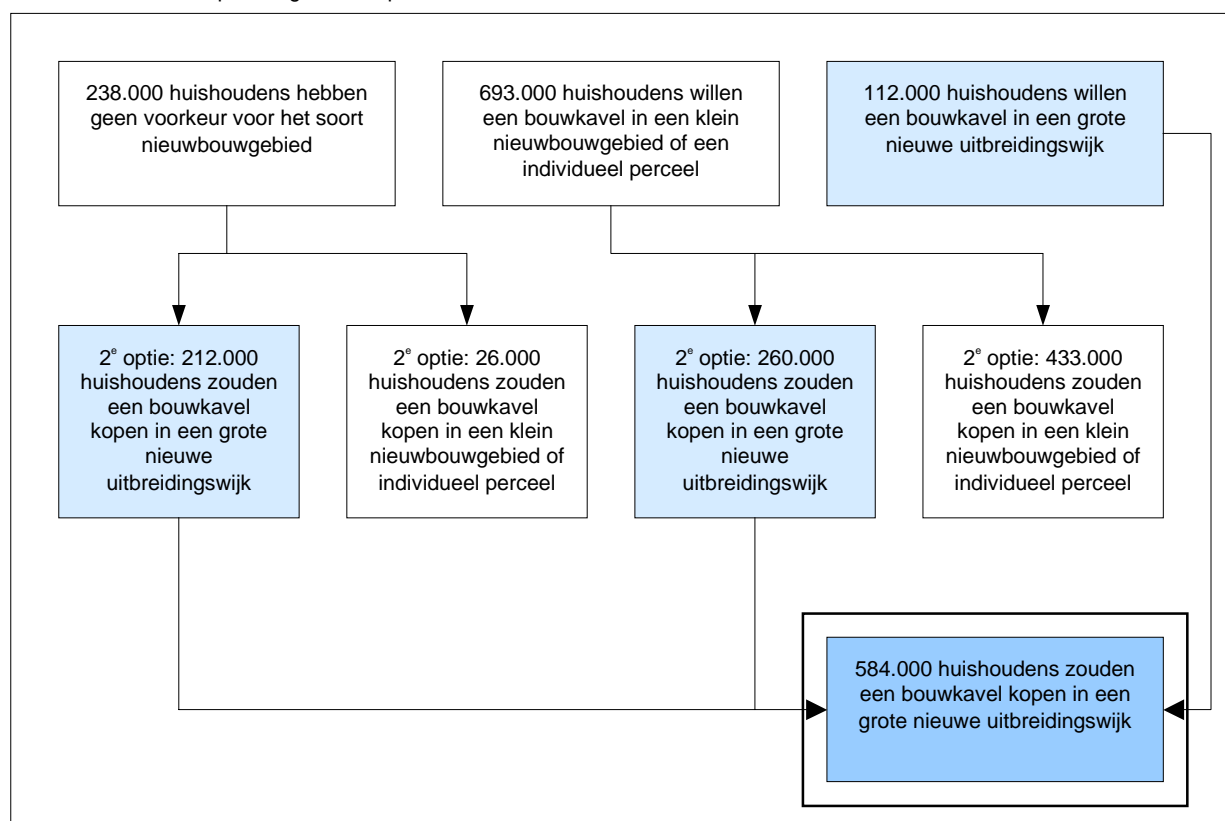 238.000 huishoudens hebben
geen voorkeur voor het soort
nieuwbouwgebied
693.000 huishoudens willen
een bouwkavel in een klein
nieuwbouwgebied of een
individueel perceel
112.000 huishoudens willen
een bouwkavel in een grote
nieuwe uitbreidingswijk
2e optie: 212.000
huishoudens zouden
een bouwkavel
kopen in een grote
nieuwe
uitbreidingswijk
2e optie: 26.000
huishoudens zouden
een bouwkavel
kopen in een klein
nieuwbouwgebied of
individueel perceel
2e optie: 260.000
huishoudens zouden
een bouwkavel
kopen in een grote
nieuwe
uitbreidingswijk
2e optie: 433.000
huishoudens zouden
een bouwkavel
kopen in een klein
nieuwbouwgebied of
individueel perceel
584.000 huishoudens zouden
een bouwkavel kopen in een
grote nieuwe uitbreidingswijk